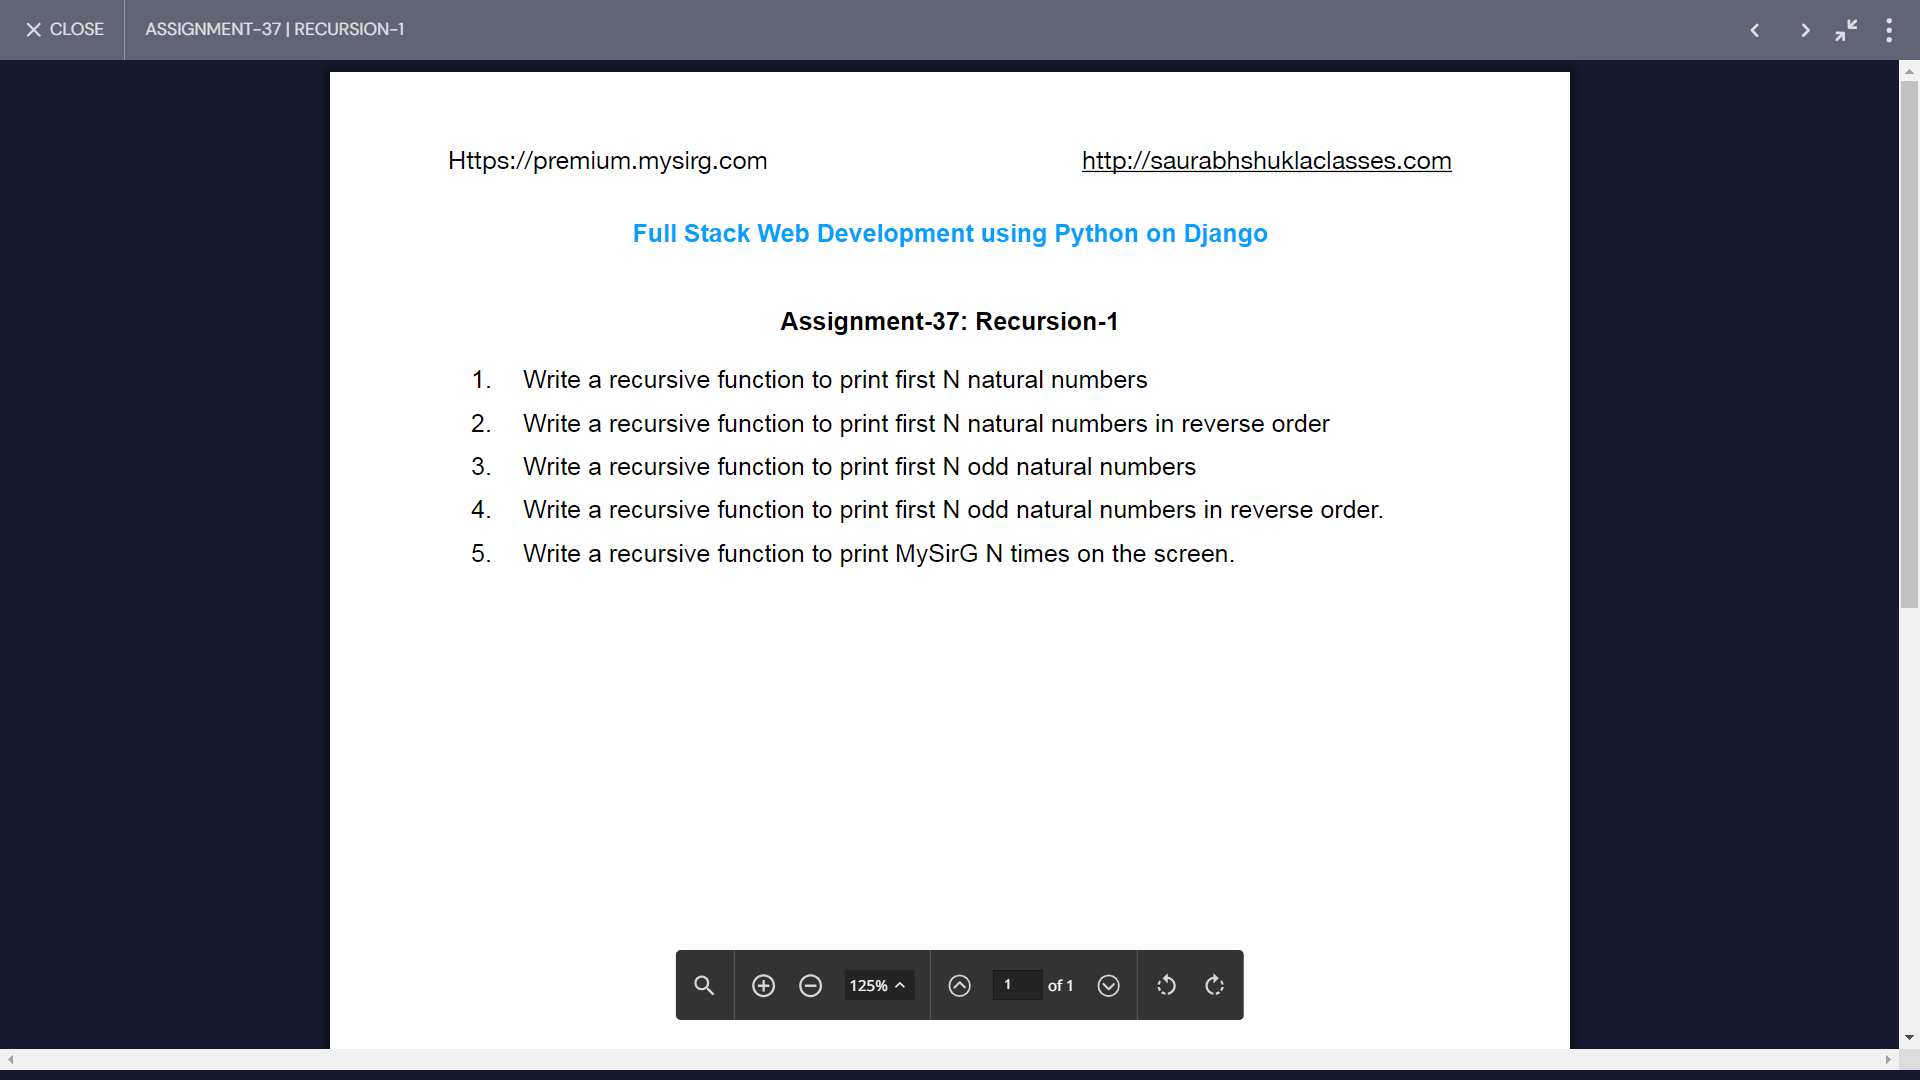 CLOSE ASSIGNMENT-37 | RECURSION-1
Https://premium.mysirg.com http://saurabhshuklaclasses.com
Full Stack Web Development using Python on Django
Assignment-37: Recursion-1
1. Write a recursive function to print first N natural numbers
2. Write a recursive function to print first N natural numbers in reverse order
3. Write a recursive function to print first N odd natural numbers
4. Write a recursive function to print first N odd natural numbers in reverse order.
5. Write a recursive function to print MySirG N times on the screen.
125% 1 of 1